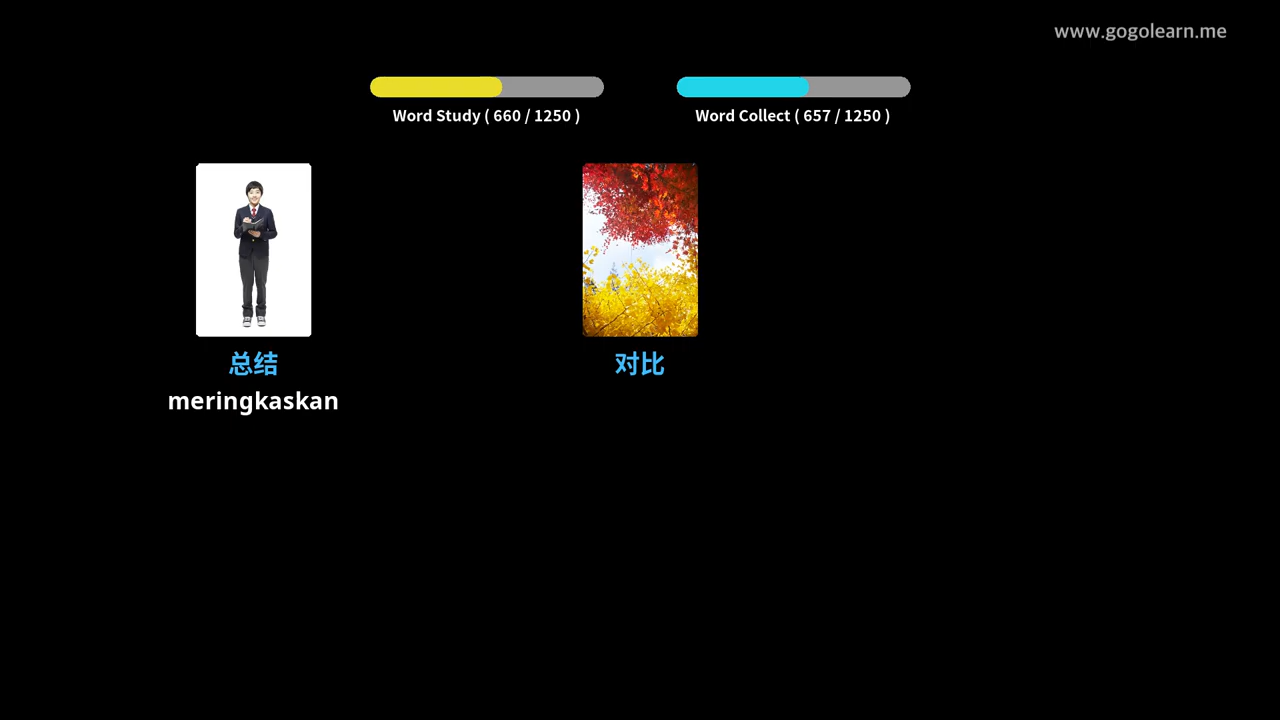 www.gogolearn.me
Word Study ( 660 / 1250 )
Word Collect ( 657 / 1250 )
总结
meringkaskan
对比